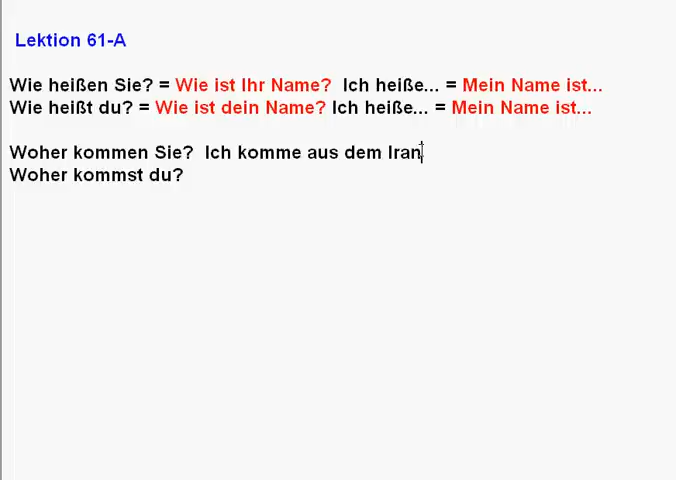 Lektion 61-A
Wie heißen Sie? = Wie ist Ihr Name? Ich heiße... = Mein Name ist...
Wie heißt du? = Wie ist dein Name? Ich heiße... = Mein Name ist...
Woher kommen Sie? Ich komme aus dem Iran
Woher kommst du?